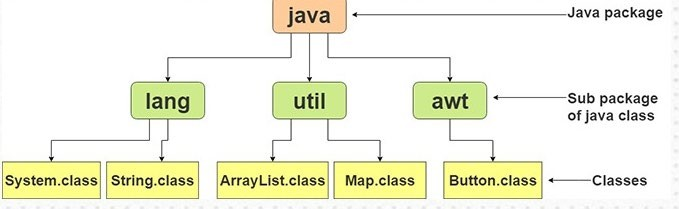 java
Java package
lang
util
awt
Sub package
of java class
System.class
String.class
ArrayList.class
Map.class
Button.class
Classes